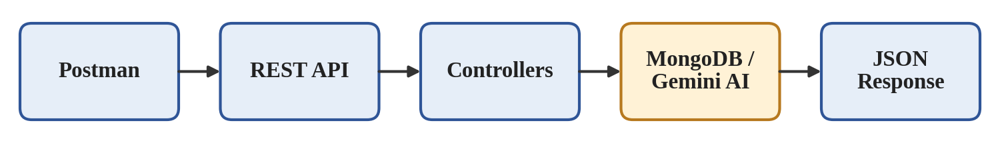 Postman
REST API
Controllers
MongoDB /
Gemini AI
JSON
Response